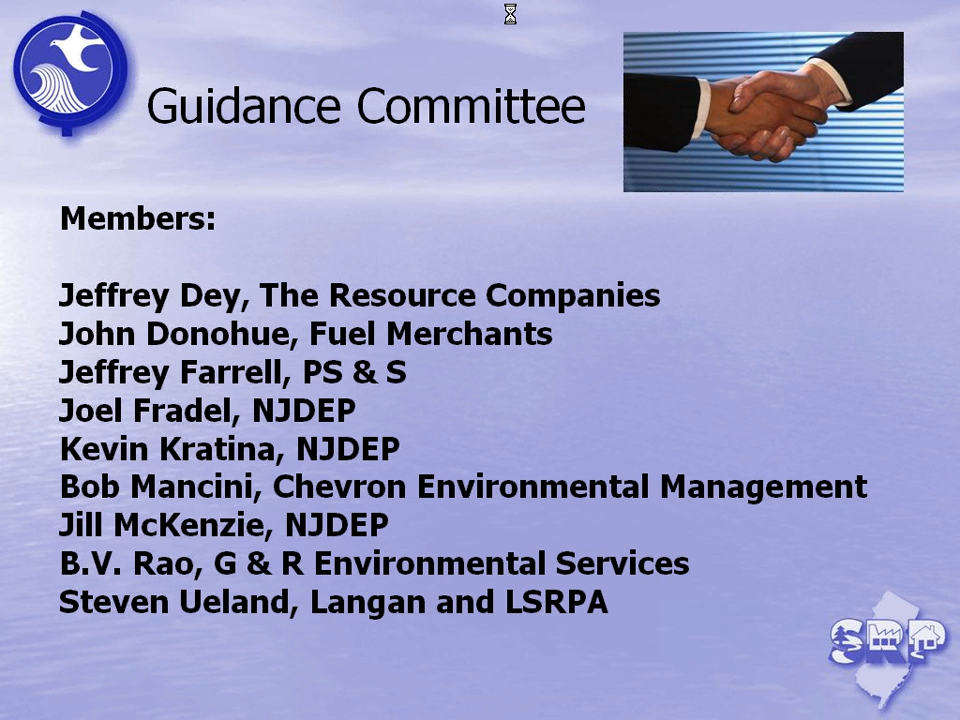 Guidance Committee
Members:
Jeffrey Dey, The Resource Companies
John Donohue, Fuel Merchants
Jeffrey Farrell, PS & S
Joel Fradel, NJDEP
Kevin Kratina, NJDEP
Bob Mancini, Chevron Environmental Management
Jill McKenzie, NJDEP
B.V. Rao, G & R Environmental Services
Steven Ueland, Langan and LSRPA
SRP